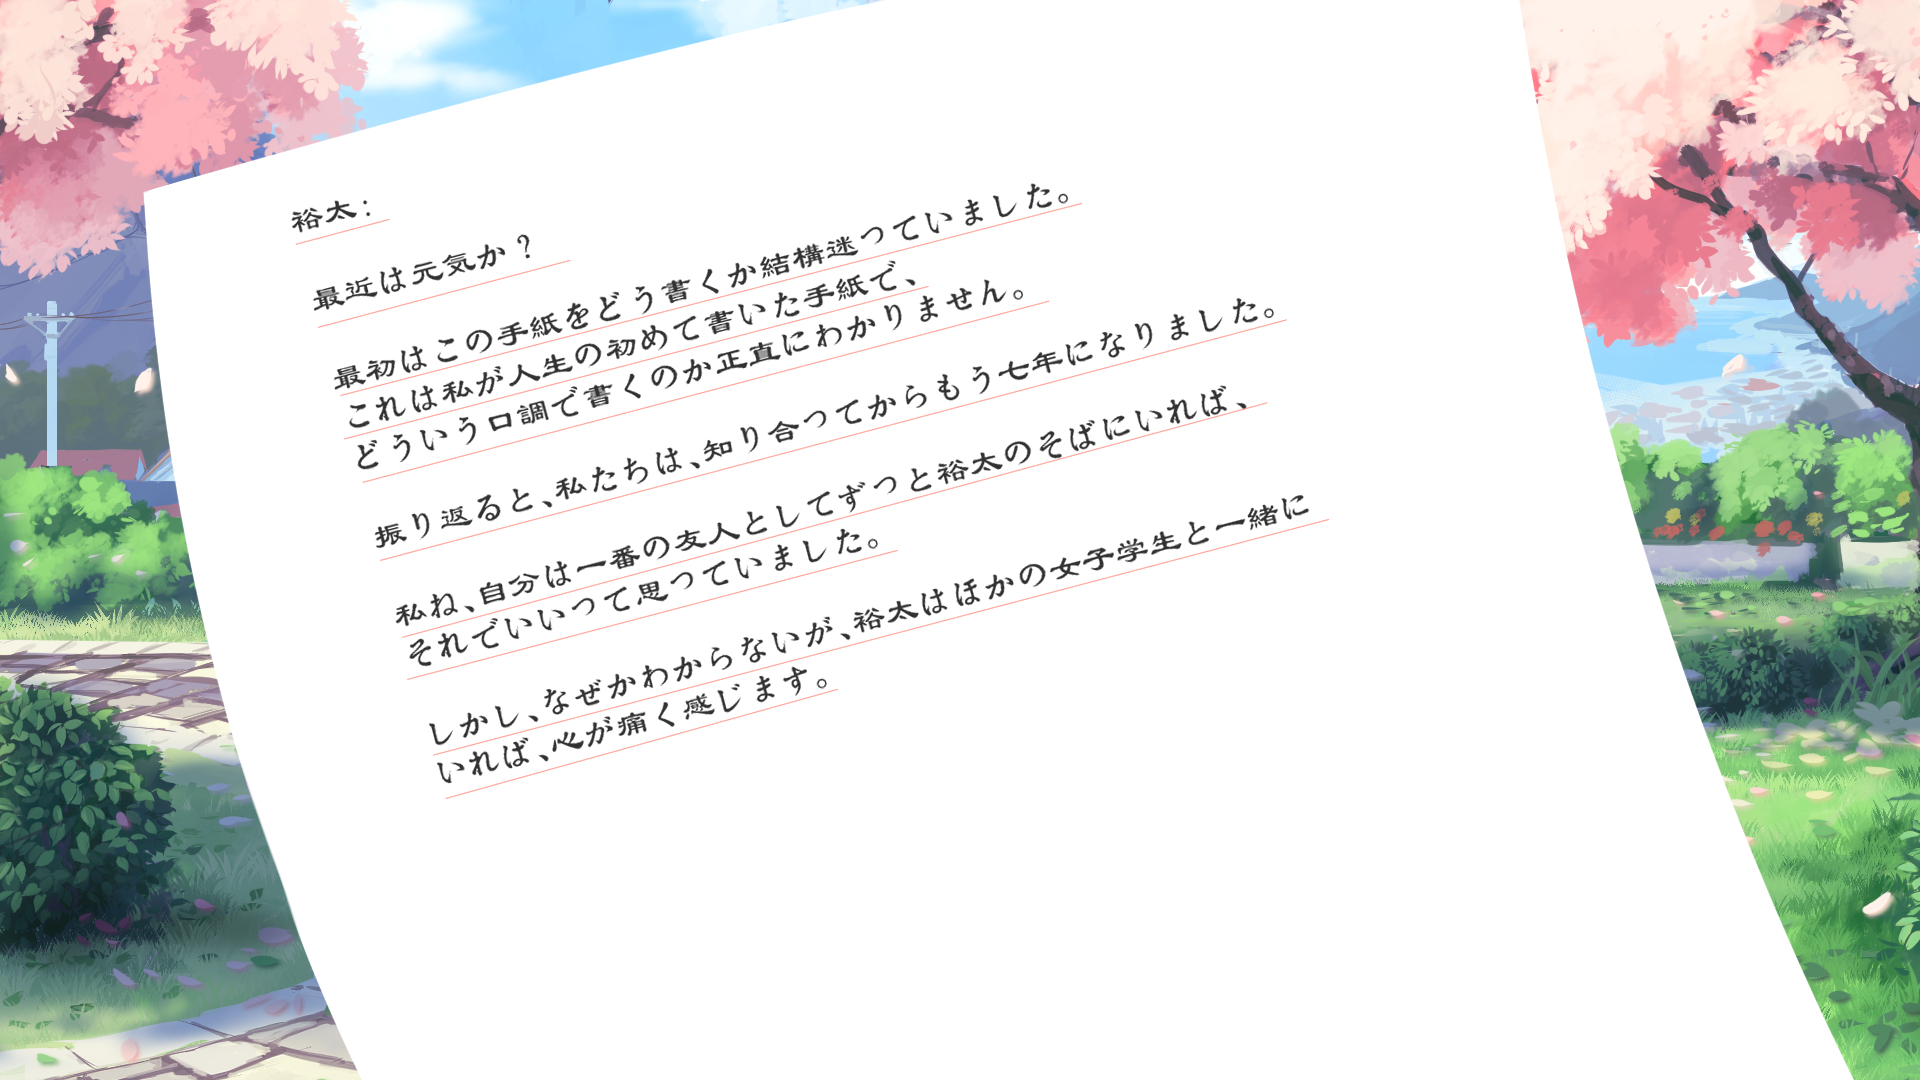 裕太：
最近は元気か？
最初はこの手紙をどう書くか結構迷っていました。
これは私が人生の初めて書いた手紙で、
どういう口調で書くのか正直にわかりません。
振り返ると、私たちは、知り合ってからもう七年になりました。
私ね、自分は一番の友人としてずっと裕太のそばにいれば、
それでいいって思っていました。
しかし、なぜかわからないが、裕太はほかの女子学生と一緒に
いれば、心が痛く感じます。